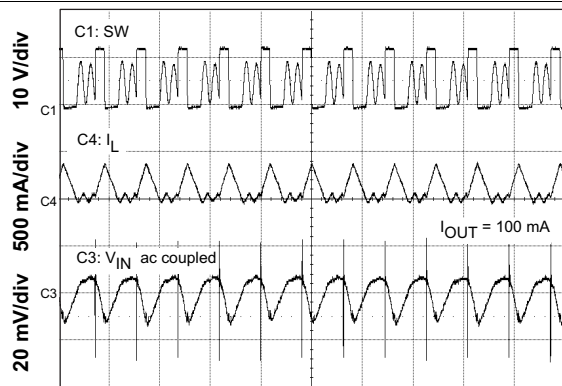 10 V/div
C1: SW
C1
500 mA/div
C4: IL
C4
IOUT = 100 mA
20 mV/div
C3: VIN ac coupled
C3